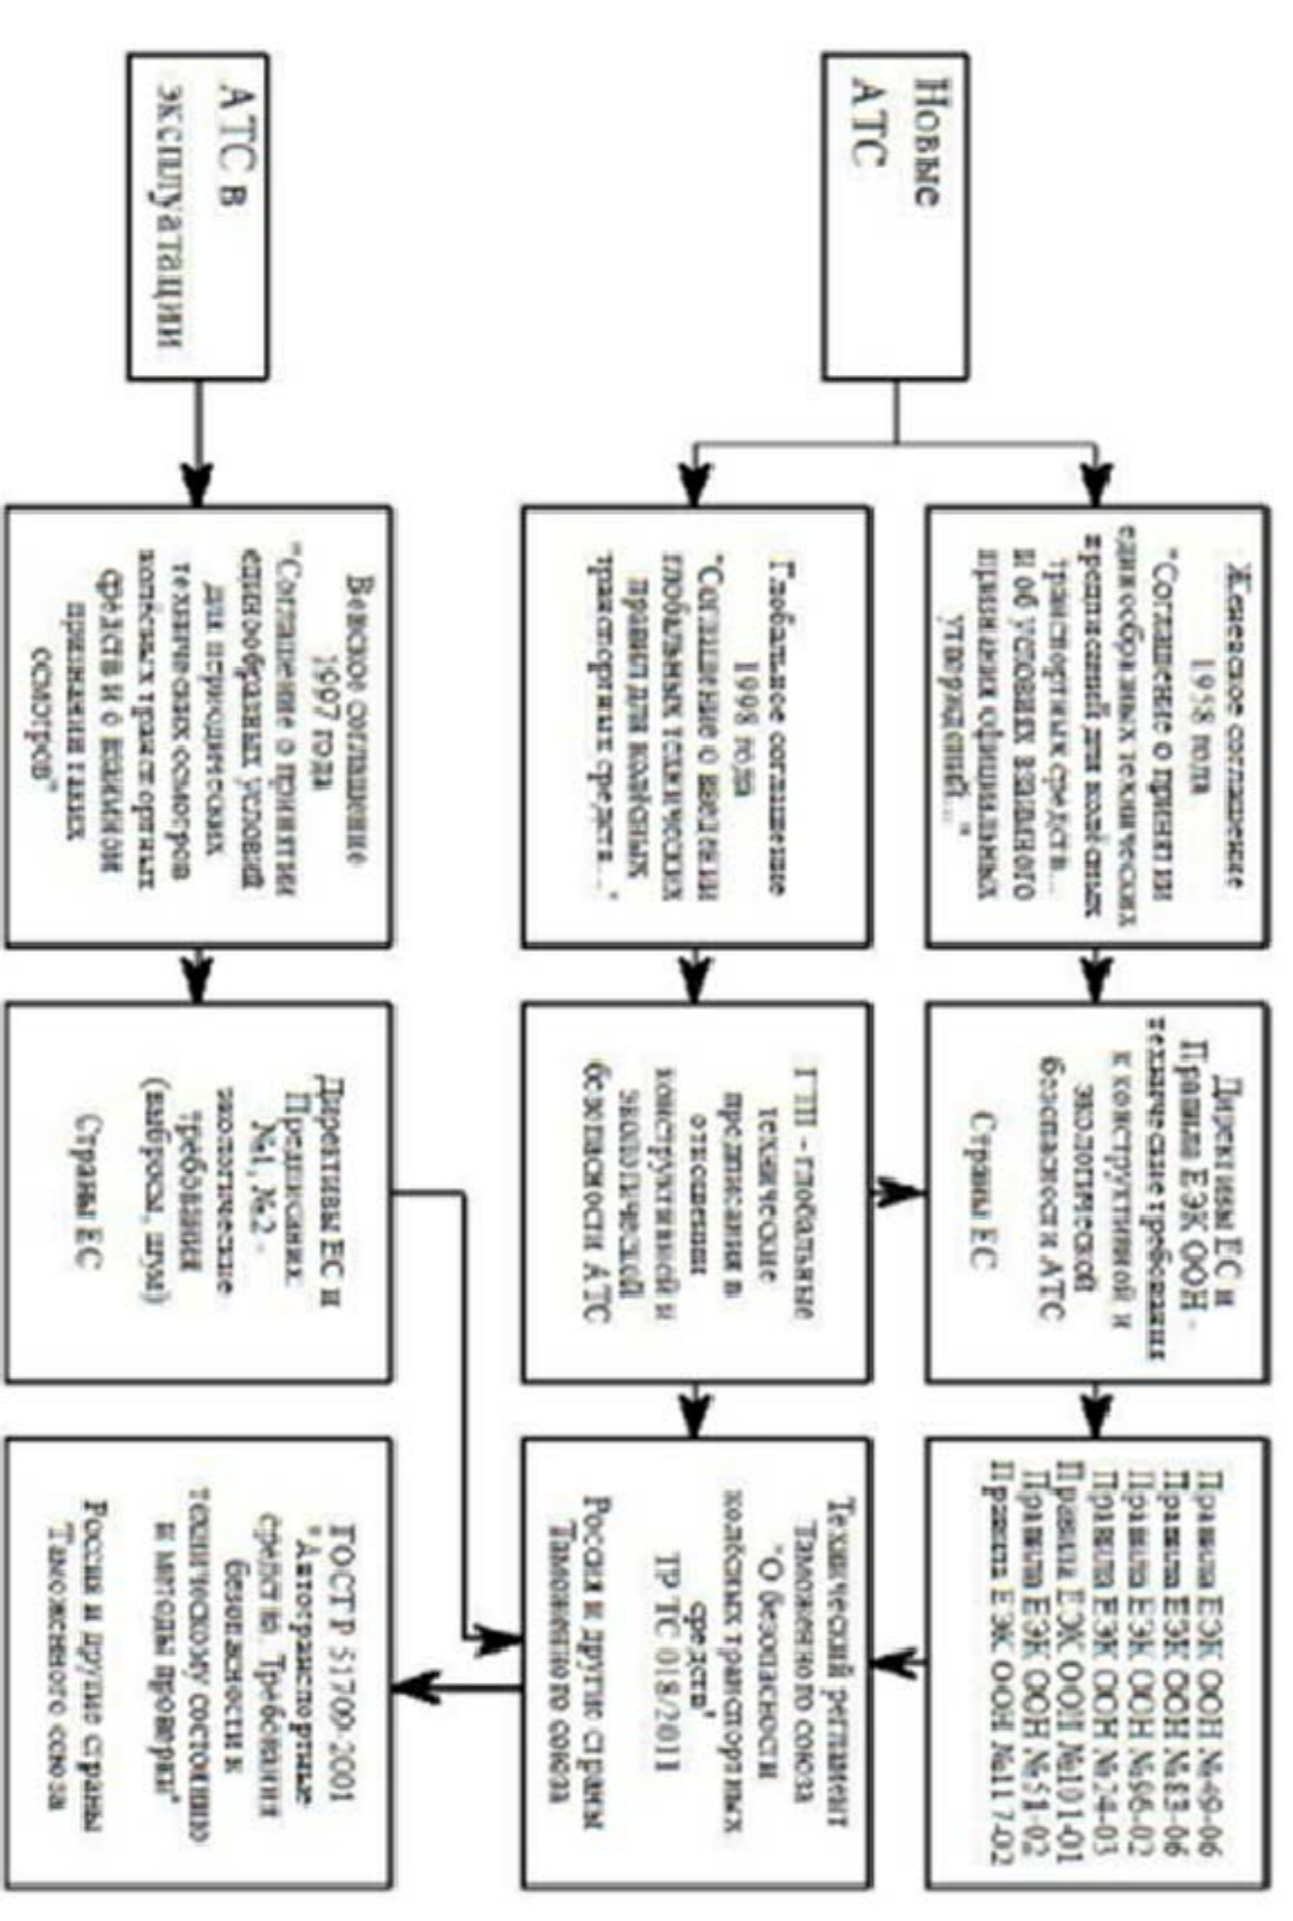 Новые
АТС
Женевское соглашение
1958 года
"Соглашение о принятии
единообразных технических
предписаний для колёсных
транспортных средств...
и об условиях взаимного
признания официальных
утверждений..."
Директивы ЕС и
Правила ЕЭК ООН -
технические требования
к конструктивной и
экологической
безопасности АТС
Страны ЕС
Правила ЕЭК ООН №49-06
Правила ЕЭК ООН №83-06
Правила ЕЭК ООН №96-02
Правила ЕЭК ООН №24-03
Правила ЕЭК ООН №101-01
Правила ЕЭК ООН №51-02
Правила ЕЭК ООН №117-02
Глобальное соглашение
1998 года
"Соглашение о введении
глобальных технических
правил для колёсных
транспортных средств..."
ГТП - глобальные
технические
предписания в
отношении
конструктивной и
экологической
безопасности АТС
Технический регламент
Таможенного союза
"О безопасности
колёсных транспортных
средств"
ТР ТС 018/2011
Россия и другие страны
Таможенного союза
АТС в
эксплуатации
Венское соглашение
1997 года
"Соглашение о принятии
единообразных условий
для периодических
технических осмотров
колёсных транспортных
средств и о взаимном
признании таких
осмотров"
Директивы ЕС и
Предписания
№1, №2 -
экологические
требования
(выбросы, шум)
Страны ЕС
ГОСТ Р 51709-2001
"Автотранспортные
средства. Требования
безопасности к
техническому состоянию
и методы проверки"
Россия и другие страны
Таможенного союза